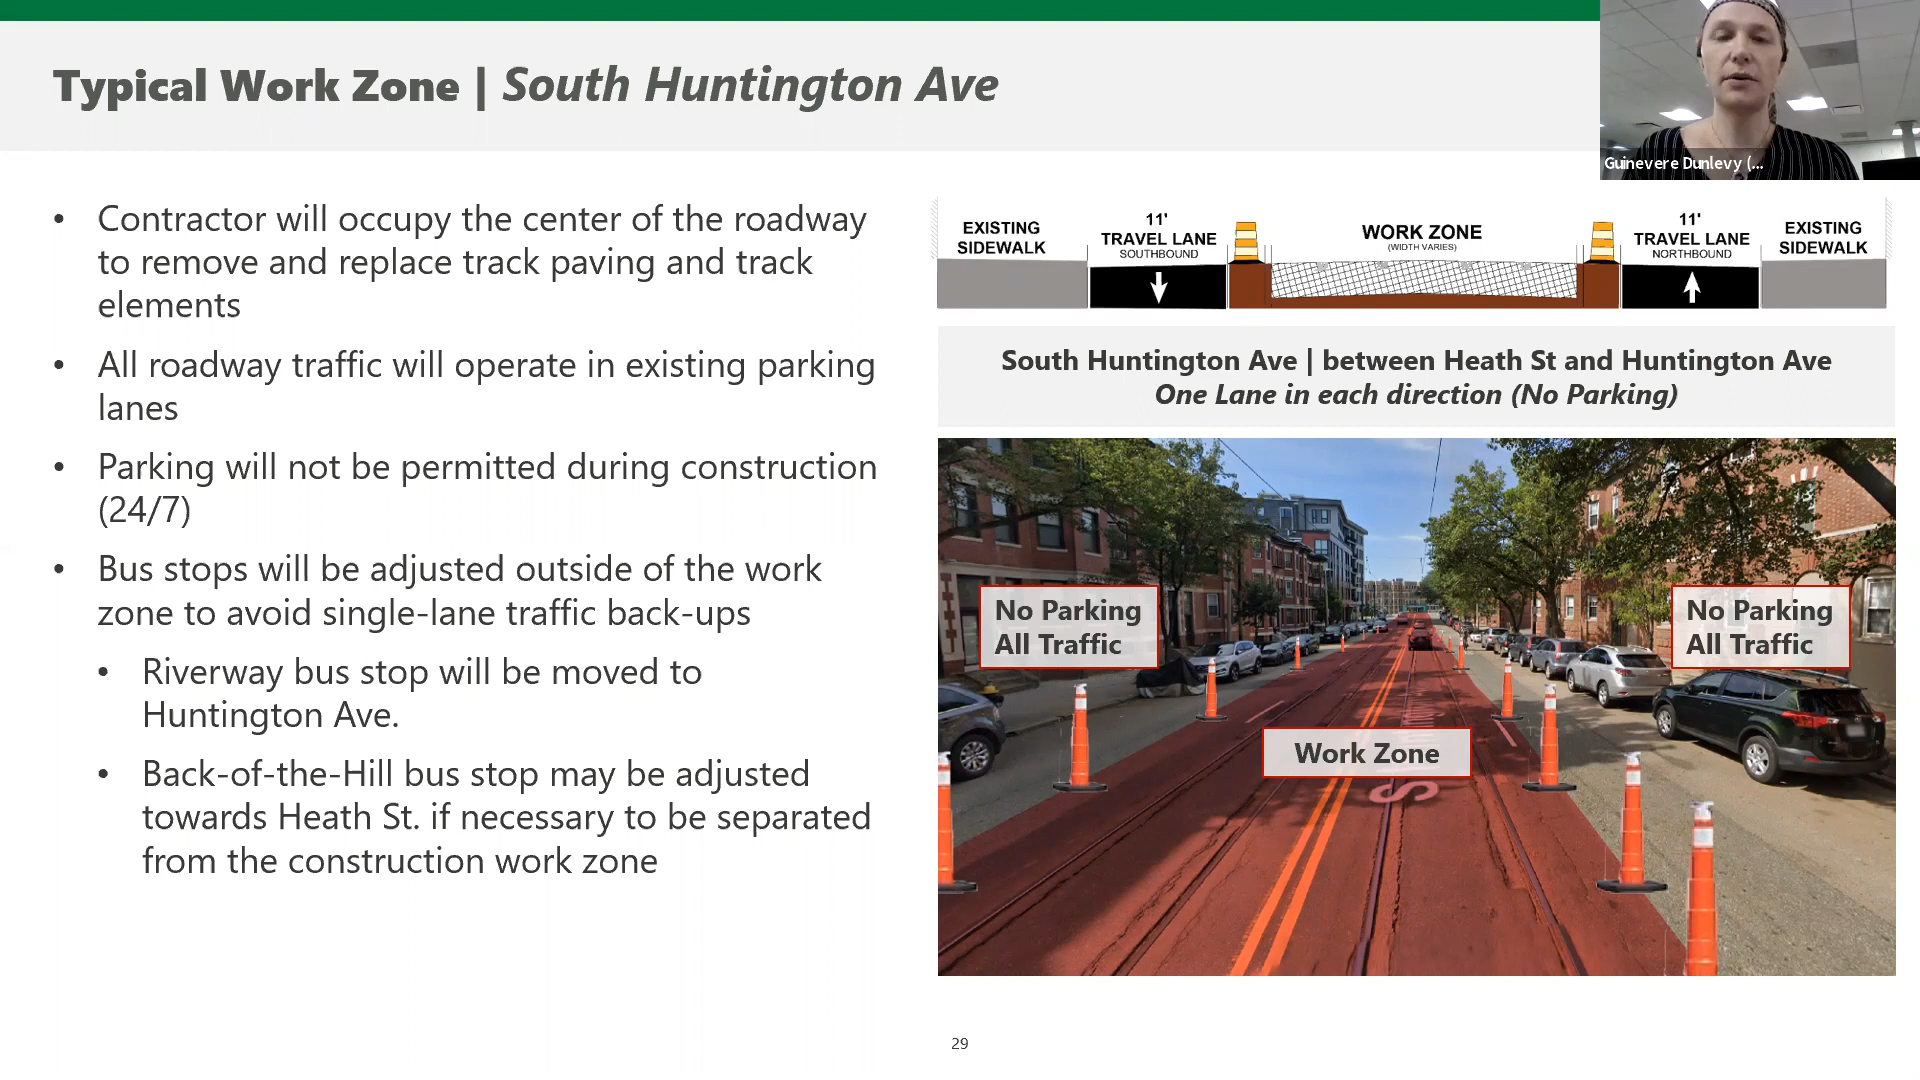 Typical Work Zone | South Huntington Ave
Guinevere Dunlevy (...
• Contractor will occupy the center of the roadway
to remove and replace track paving and track
elements
• All roadway traffic will operate in existing parking
lanes
• Parking will not be permitted during construction
(24/7)
• Bus stops will be adjusted outside of the work
zone to avoid single-lane traffic back-ups
• Riverway bus stop will be moved to
Huntington Ave.
• Back-of-the-Hill bus stop may be adjusted
towards Heath St. if necessary to be separated
from the construction work zone
EXISTING
SIDEWALK
11'
TRAVEL LANE
SOUTHBOUND
WORK ZONE
(WIDTH VARIES)
11'
TRAVEL LANE
NORTHBOUND
EXISTING
SIDEWALK
South Huntington Ave | between Heath St and Huntington Ave
One Lane in each direction (No Parking)
No Parking
All Traffic
No Parking
All Traffic
Work Zone
29